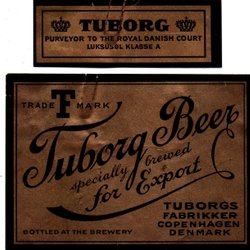 TUBORG
PURVEYOR TO THE ROYAL DANISH COURT
LUKSUSØL KLASSE A
TRADE T MARK
F
Tuborg Beer
specially brewed
for Export
TUBORGS
FABRIKKER
COPENHAGEN
DENMARK
BOTTLED AT THE BREWERY